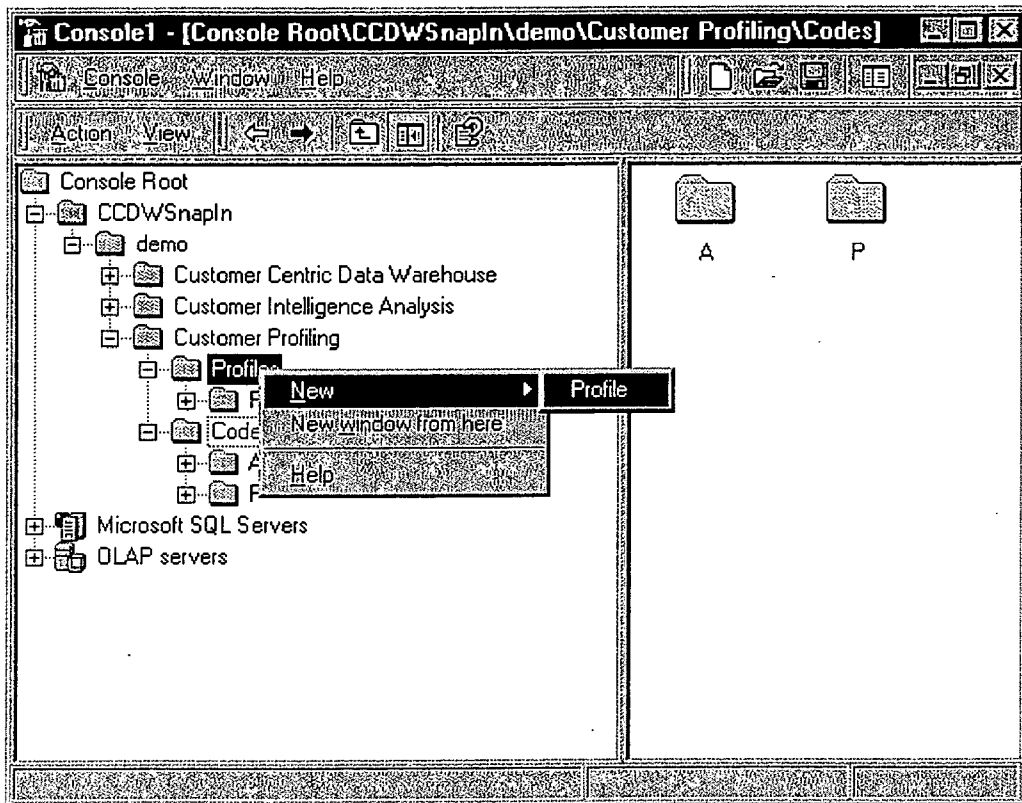 Console1 - [Console Root\CCDWSnapIn\demo\Customer Profiling\Codes]
Console Window Help
Action View
Console Root
CCDWSnapIn
demo
Customer Centric Data Warehouse
Customer Intelligence Analysis
Customer Profiling
New
Profile
New window from here
Help
Microsoft SQL Servers
OLAP servers
A
P